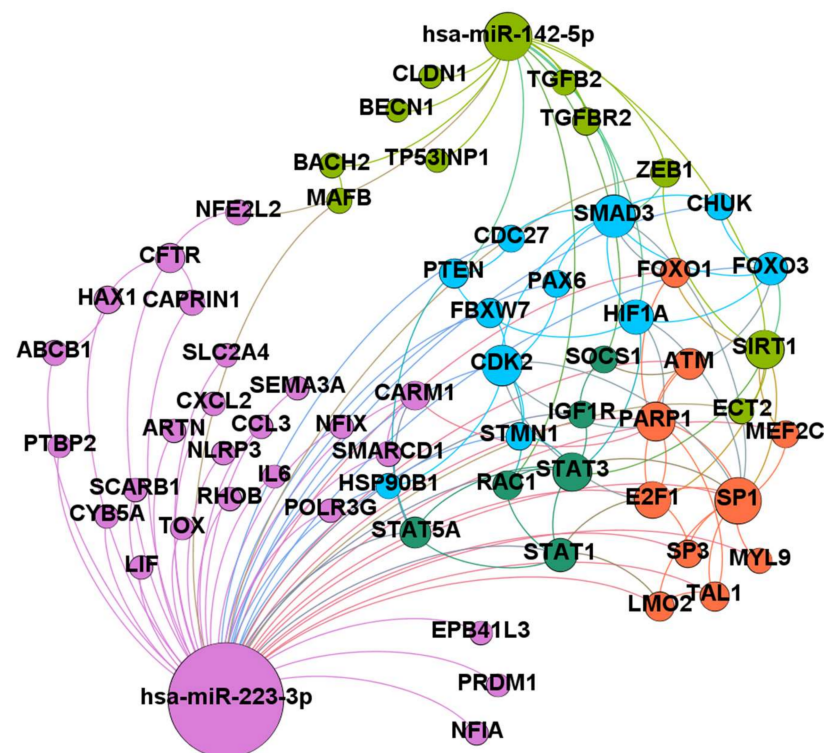 hsa-miR-142-5p
CLDN1
TGFB2
BECN1
TGFBR2
BACH2
TP53INP1
ZEB1
MAFB
NFE2L2
SMAD3
CHUK
CDC27
CFTR
PTEN
PAX6
FOXO1
FOXO3
HAX1
CAPRIN1
FBXW7
HIF1A
ABCB1
SLC2A4
CDK2
SOCS1
ATM
SIRT1
SEMA3A
CARM1
CXCL2
IGF1R
PARP1
ECT2
ARTN
CCL3
NFIX
STMN1
MEF2C
PTBP2
NLRP3
SMARCD1
IL6
HSP90B1
RAC1
STAT3
SCARB1
RHOB
E2F1
SP1
CYB5A
TOX
POLR3G
STAT5A
LIF
STAT1
SP3
MYL9
LMO2
TAL1
EPB41L3
hsa-miR-223-3p
PRDM1
NFIA